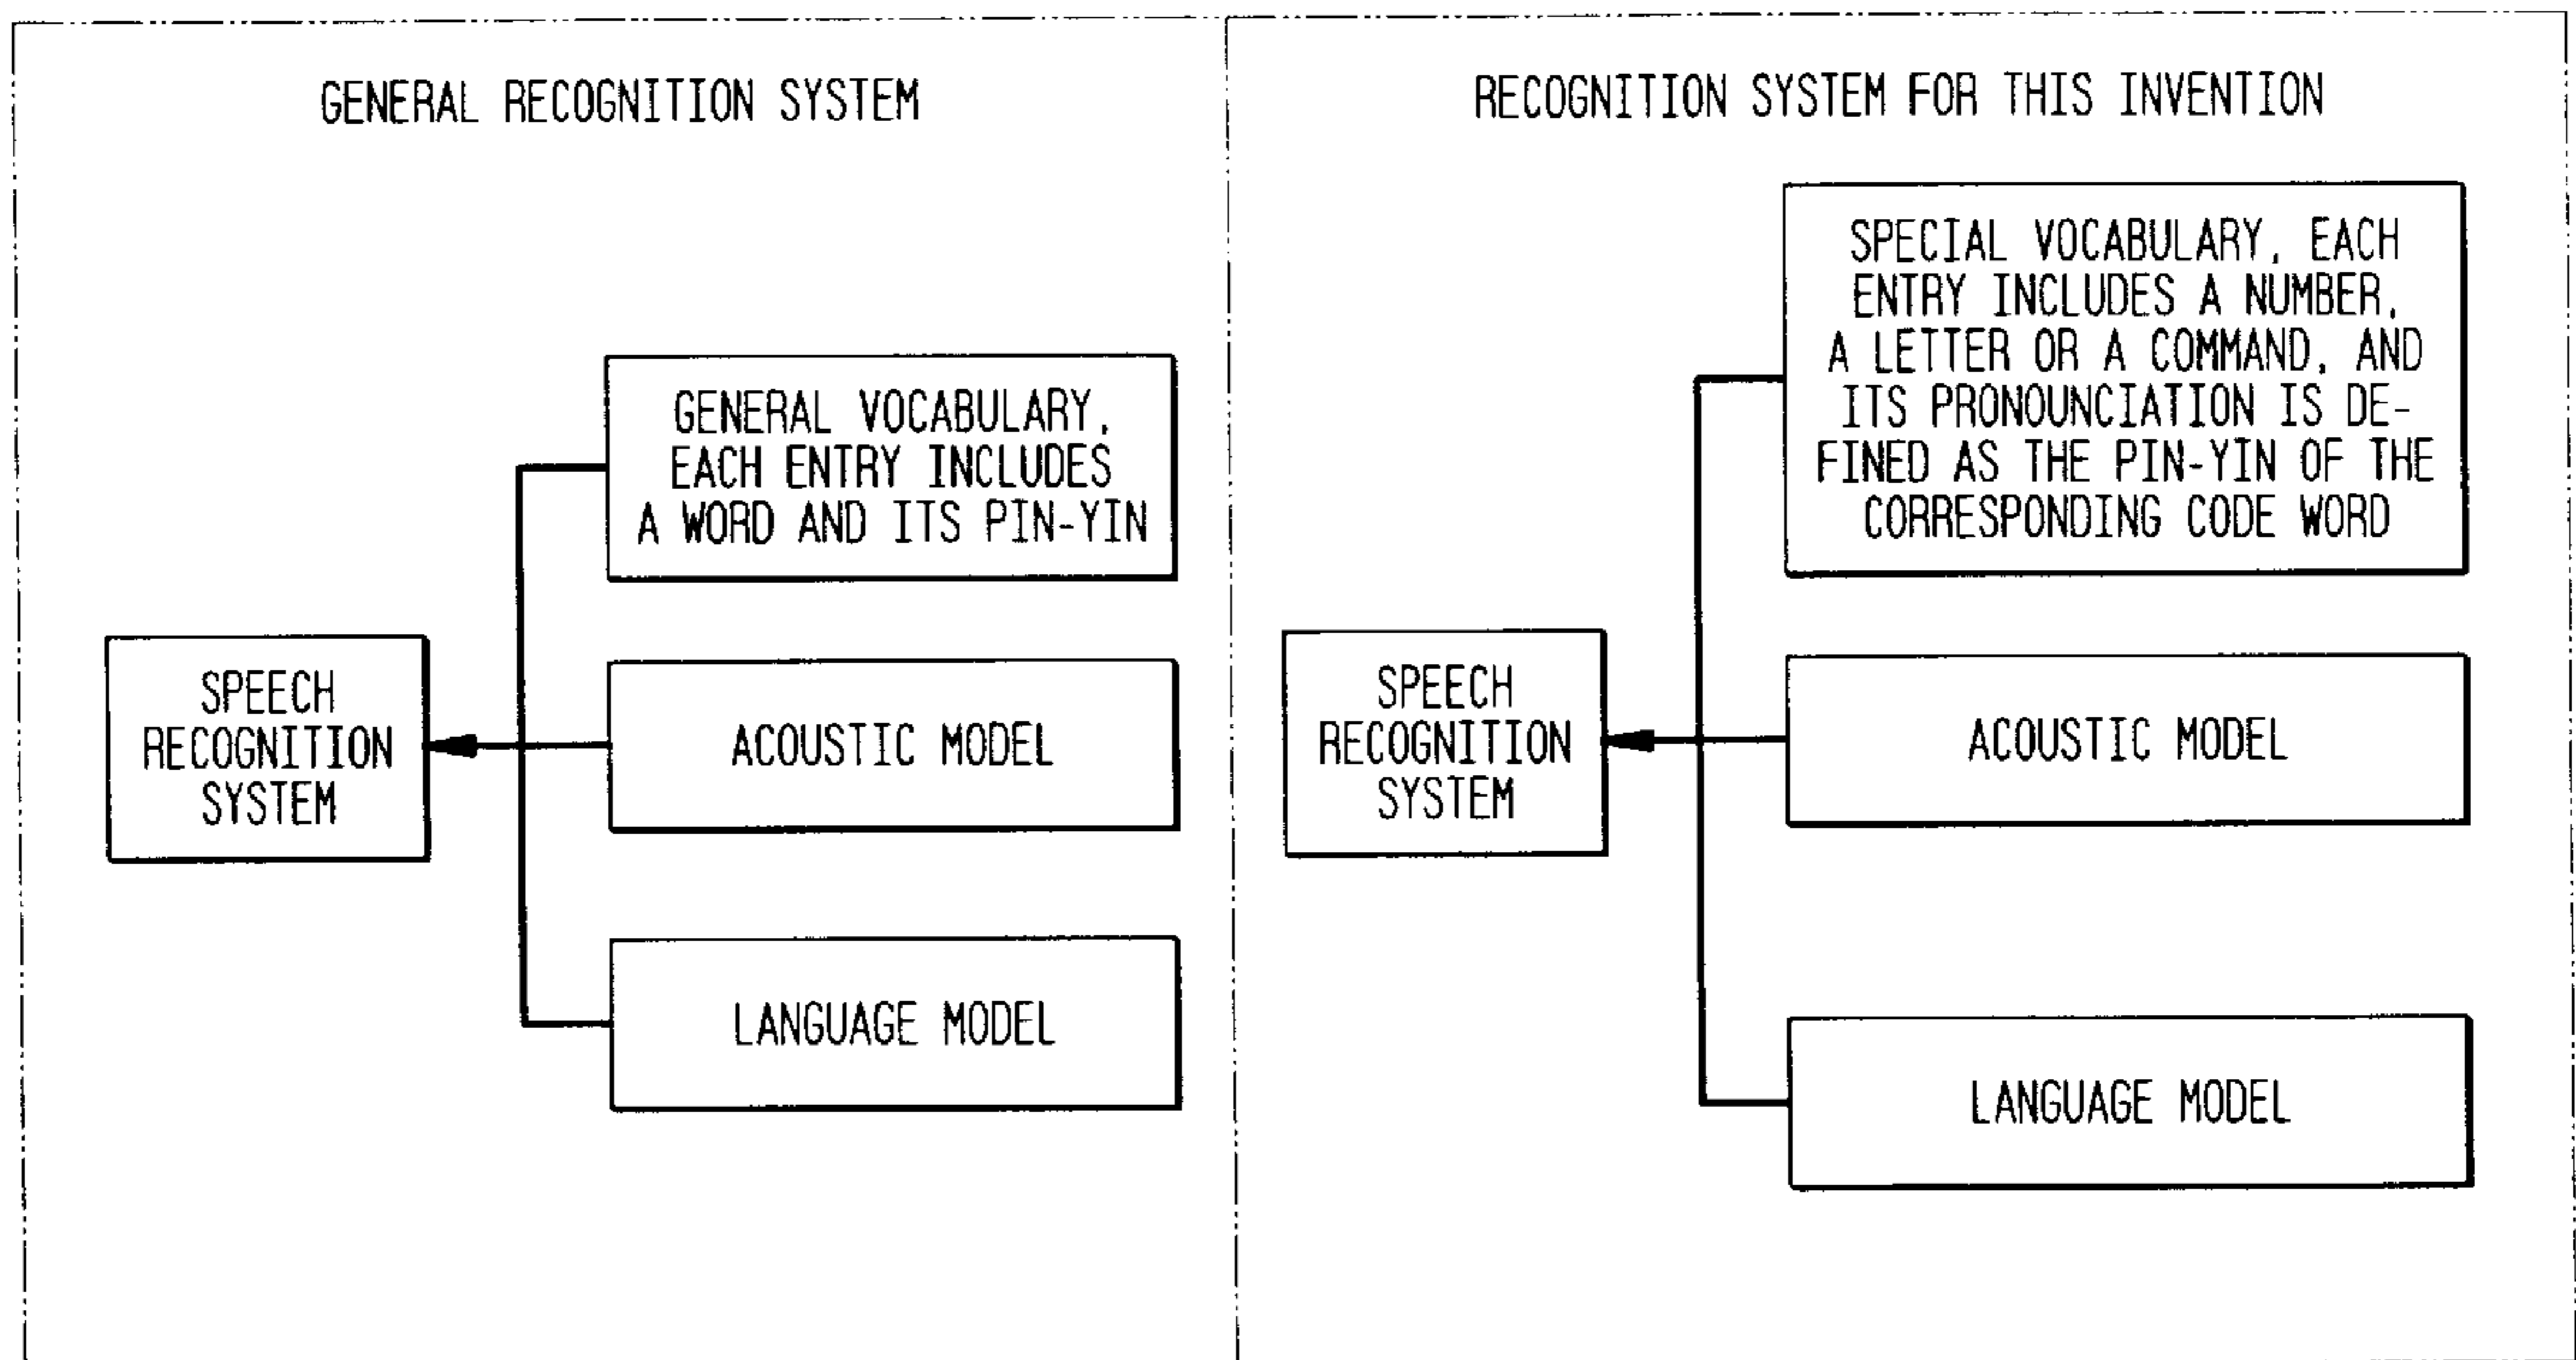 GENERAL RECOGNITION SYSTEM
GENERAL VOCABULARY,
EACH ENTRY INCLUDES
A WORD AND ITS PIN-YIN
SPEECH
RECOGNITION
SYSTEM
ACOUSTIC MODEL
LANGUAGE MODEL
RECOGNITION SYSTEM FOR THIS INVENTION
SPECIAL VOCABULARY, EACH
ENTRY INCLUDES A NUMBER,
A LETTER OR A COMMAND, AND
ITS PRONOUNCIATION IS DE-
FINED AS THE PIN-YIN OF THE
CORRESPONDING CODE WORD
SPEECH
RECOGNITION
SYSTEM
ACOUSTIC MODEL
LANGUAGE MODEL